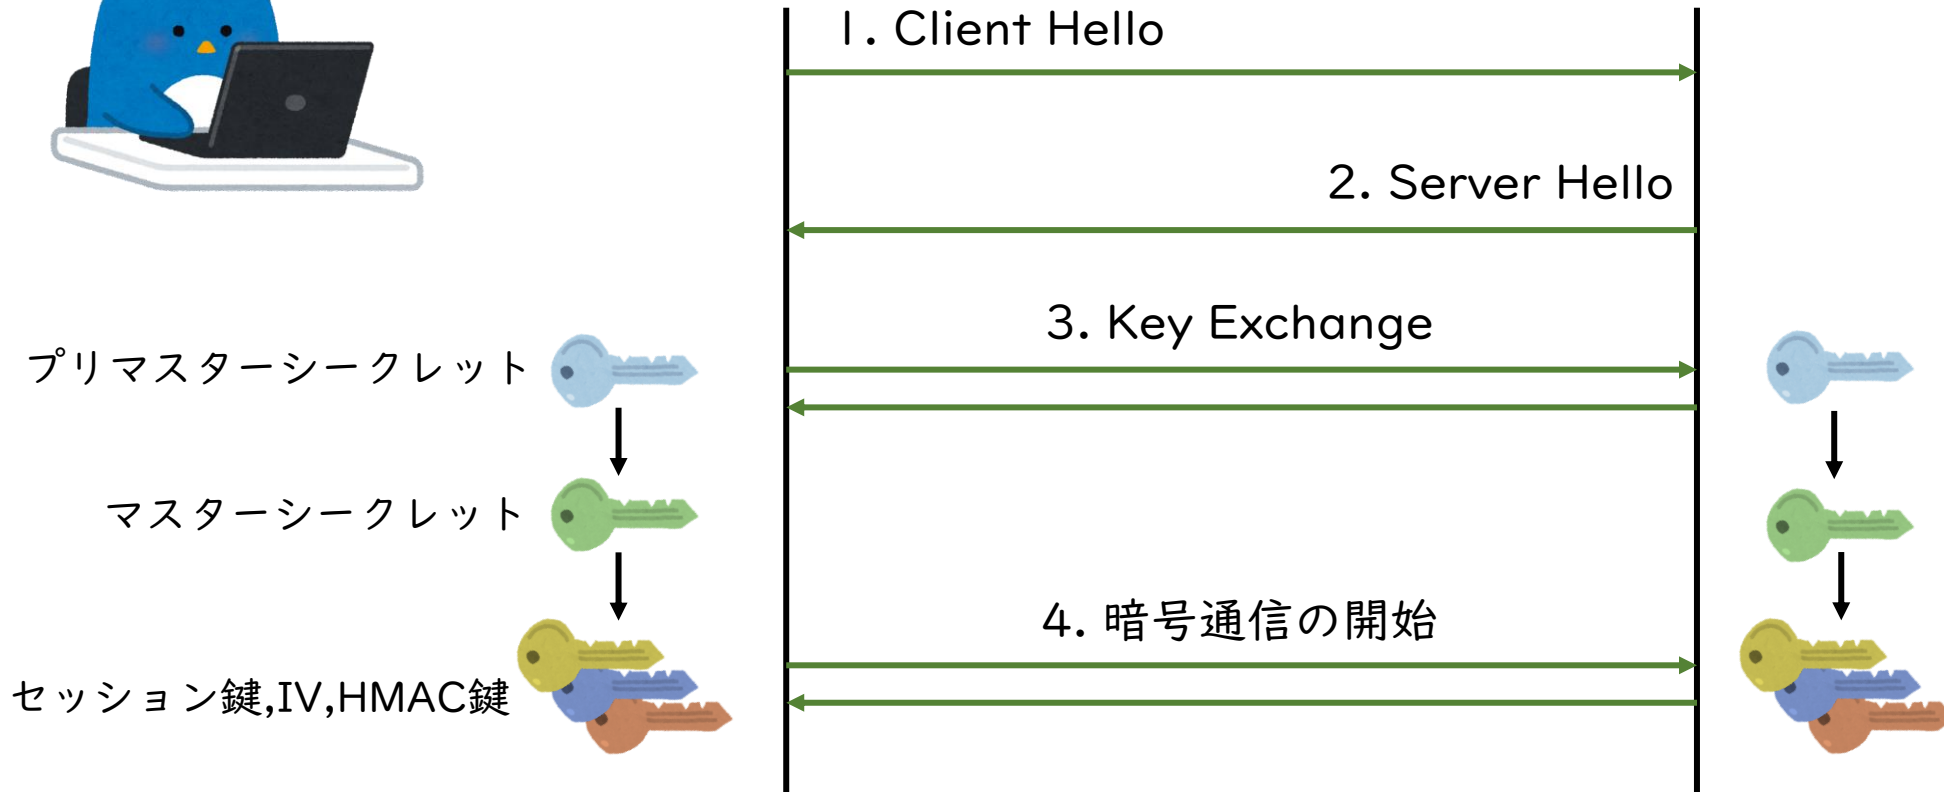 1. Client Hello
2. Server Hello
3. Key Exchange
プリマスターシークレット
マスターシークレット
4. 暗号通信の開始
セッション鍵,IV,HMAC鍵